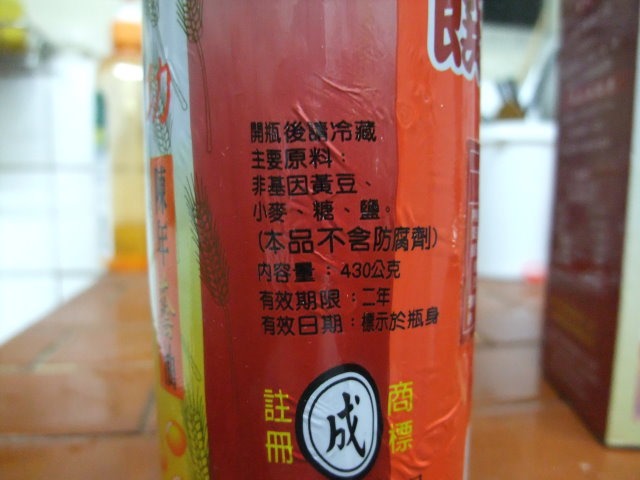 開瓶後請冷藏
主要原料：
非基因黃豆、
小麥、糖、鹽。
(本品不含防腐劑)
內容量：430公克
有效期限：二年
有效日期：標示於瓶身
註冊
成
商標
陳年